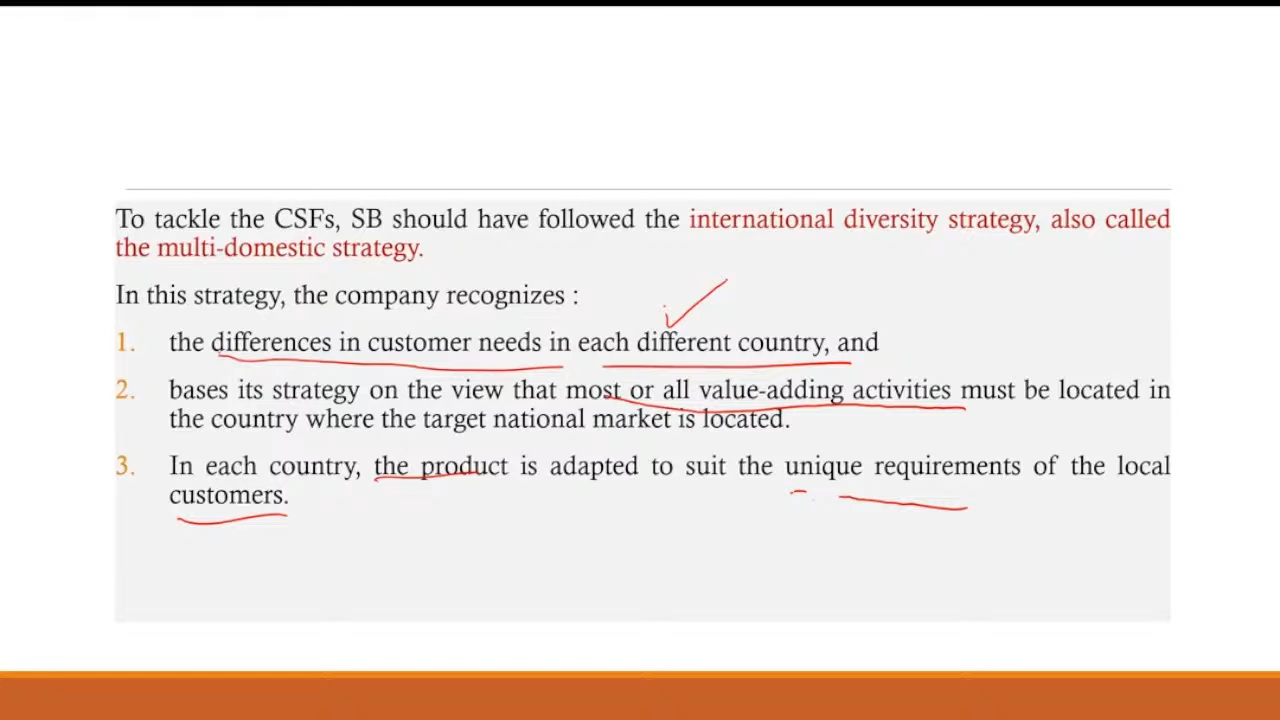 To tackle the CSFs, SB should have followed the international diversity strategy, also called
the multi-domestic strategy.
In this strategy, the company recognizes :
1. the differences in customer needs in each different country, and
2. bases its strategy on the view that most or all value-adding activities must be located in
the country where the target national market is located.
3. In each country, the product is adapted to suit the unique requirements of the local
customers.